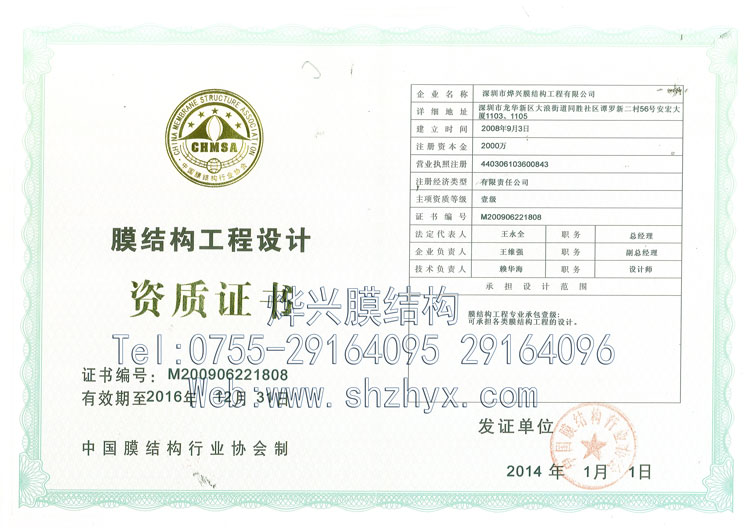 CHINA MEMBRANE STRUCTURE ASSOCIATION
CHMSA
·中国膜结构行业协会·
膜结构工程设计
资质证书
证书编号：M200906221808
有效期至2016年 12月 31日
中国膜结构行业协会制
企业名称 深圳市烨兴膜结构工程有限公司
详细地址 深圳市龙华新区大浪街道同胜社区谭罗新二村56号安宏大
厦1103、1105
建立时间 2008年9月3日
注册资本金 2000万
营业执照注册 440306103600843
注册经济类型 有限责任公司
主项资质等级 壹级
证书编号 M200906221808
法定代表人 王永全 职务 总经理
企业负责人 王维强 职务 副总经理
技术负责人 赖华海 职务 设计师
承担设计范围
膜结构工程专业承包壹级：
可承担各类膜结构工程的设计。
发证单位
中国膜结构行业协会
2014 年 1月 1日
烨兴膜结构
Tel:0755-29164095 29164096
Web:www.shzhyx.com